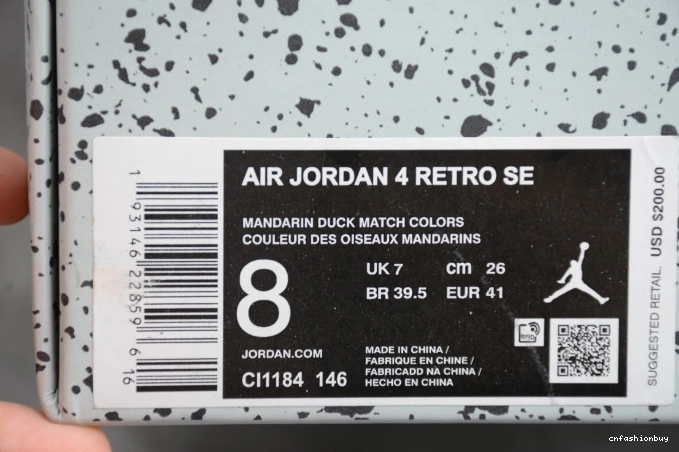 AIR JORDAN 4 RETRO SE
MANDARIN DUCK MATCH COLORS
COULEUR DES OISEAUX MANDARINS
8
UK 7 cm 26
BR 39.5 EUR 41
JORDAN.COM
CI1184 146
MADE IN CHINA /
FABRIQUE EN CHINE /
FABRICADO NA CHINA /
HECHO EN CHINA
RFID
1 93146 22859 6 16
SUGGESTED RETAIL USD $200.00
cnfashionbuy